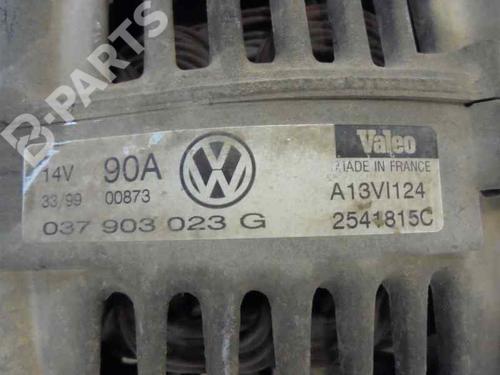 B-PARTS
14V 90A
33/99 00873
037 903 023 G
Valeo
MADE IN FRANCE
A13VI124
2541815C